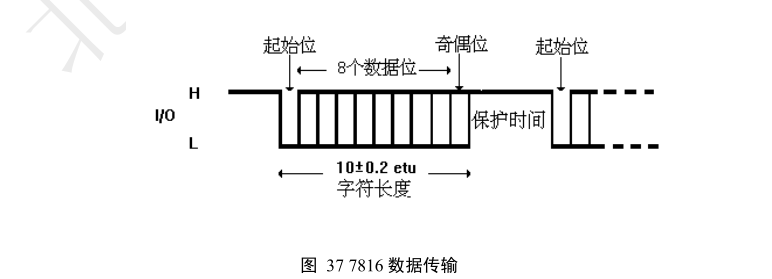 起始位
奇偶位
起始位
8个数据位
H
I/O
保护时间
L
10±0.2 etu
字符长度
图 37 7816 数据传输